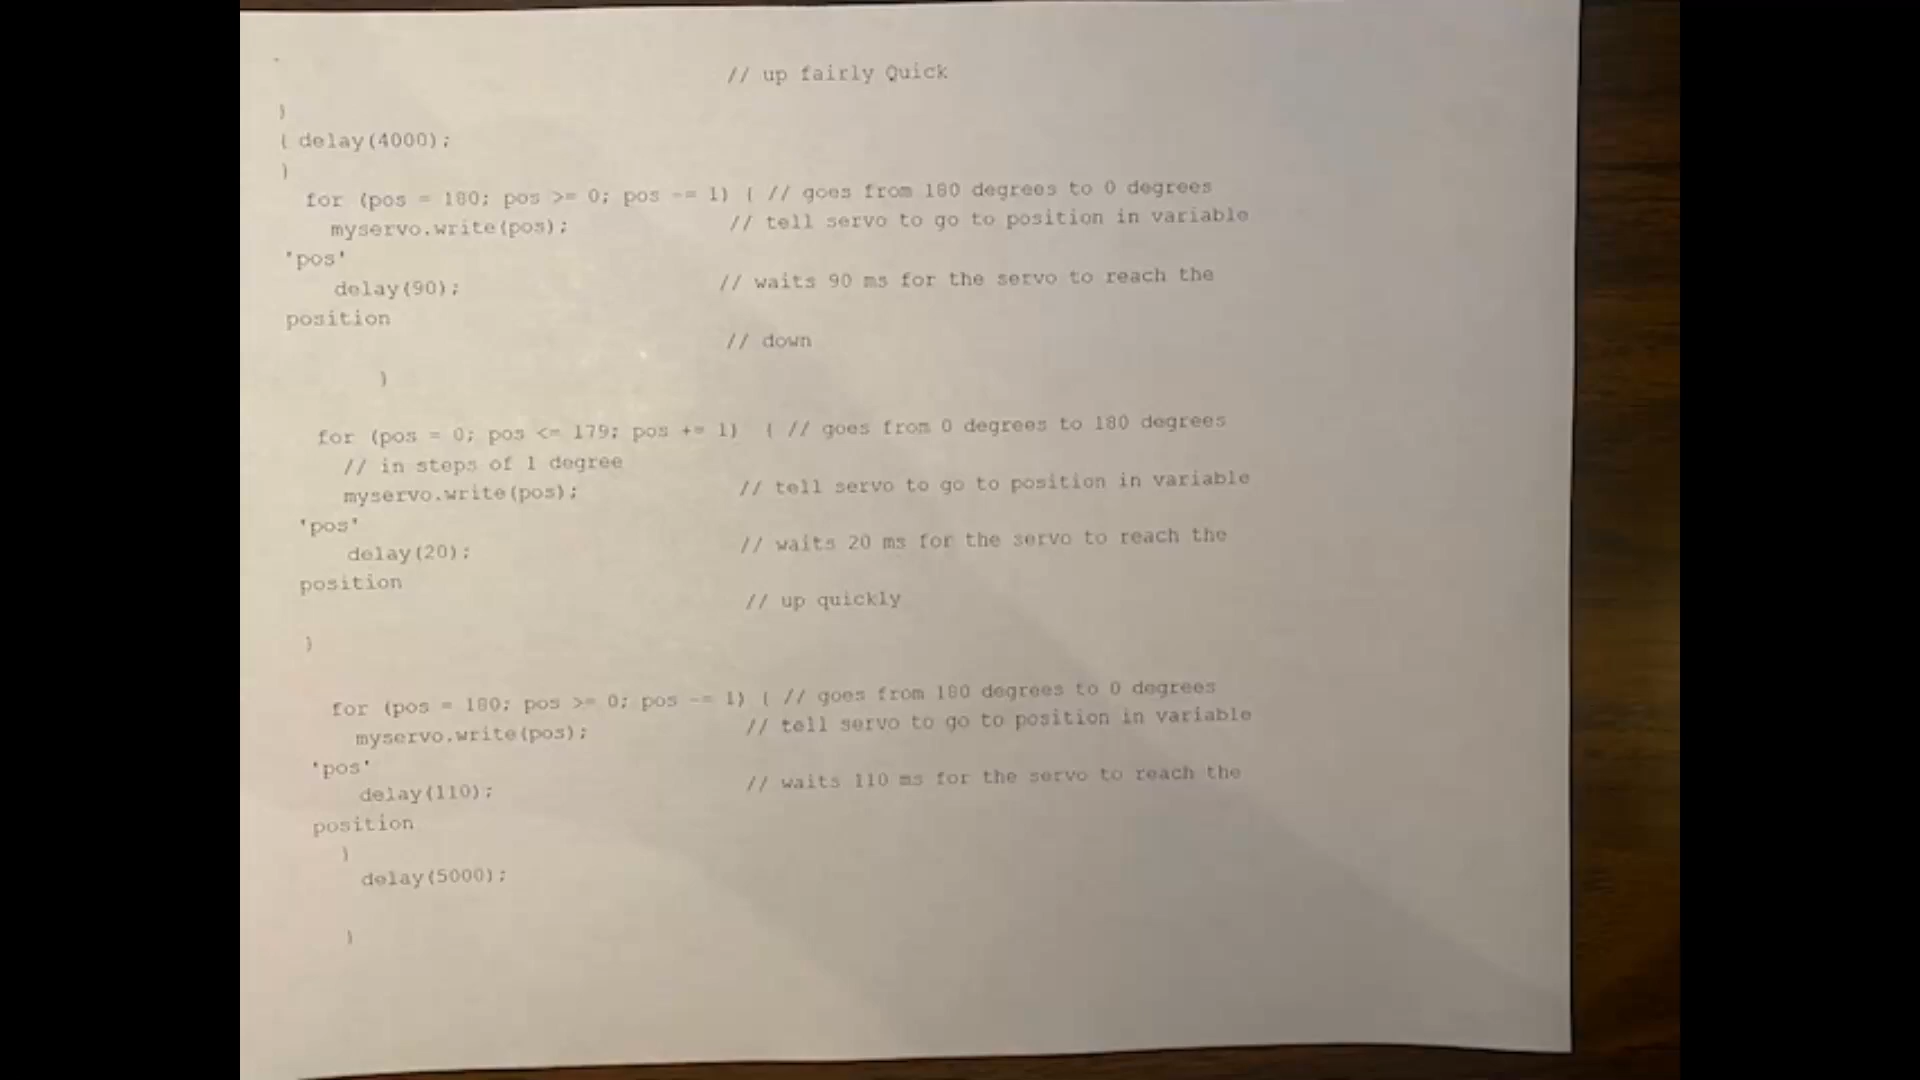 // up fairly Quick
}
{ delay(4000);
}
for (pos = 180; pos >= 0; pos -= 1) { // goes from 180 degrees to 0 degrees
myservo.write(pos); // tell servo to go to position in variable
'pos'
delay(90); // waits 90 ms for the servo to reach the
position
// down
}
for (pos = 0; pos <= 179; pos += 1) { // goes from 0 degrees to 180 degrees
// in steps of 1 degree
myservo.write(pos); // tell servo to go to position in variable
'pos'
delay(20); // waits 20 ms for the servo to reach the
position
// up quickly
}
for (pos = 180; pos >= 0; pos -= 1) { // goes from 180 degrees to 0 degrees
myservo.write(pos); // tell servo to go to position in variable
'pos'
delay(110); // waits 110 ms for the servo to reach the
position
}
delay(5000);
}